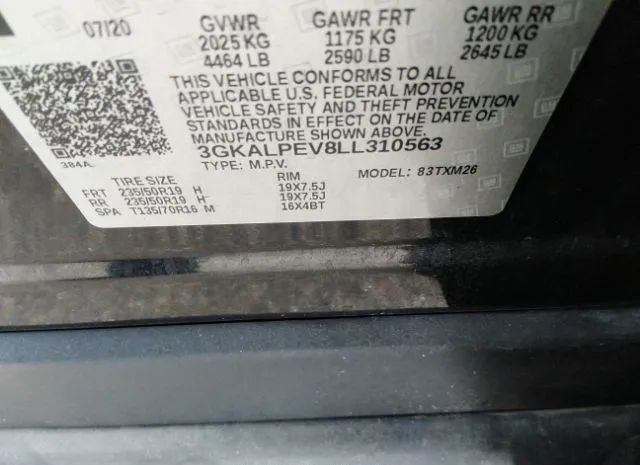 07/20 GVWR GAWR FRT GAWR RR
2025 KG 1175 KG 1200 KG
4464 LB 2590 LB 2645 LB
THIS VEHICLE CONFORMS TO ALL
APPLICABLE U.S. FEDERAL MOTOR
VEHICLE SAFETY AND THEFT PREVENTION
STANDARDS IN EFFECT ON THE DATE OF
MANUFACTURE SHOWN ABOVE.
3GKALPEV8LL310563
384A. TYPE: M.P.V. MODEL: 83TXM26
TIRE SIZE RIM
FRT 235/50R19 H 19X7.5J
RR 235/50R19 H 19X7.5J
SPA T135/70R16 M 16X4BT